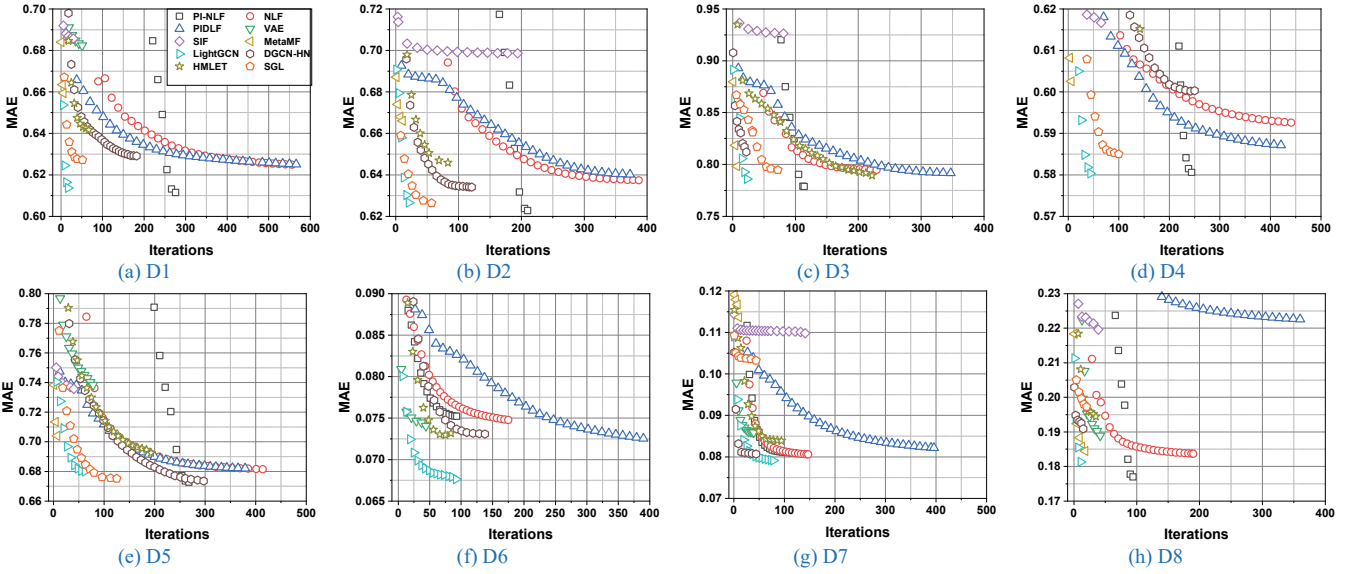 PI-NLF NLF
PIDLF VAE
SIF MetaMF
LightGCN DGCN-HN
HMLET SGL
MAE
0.70
0.68
0.66
0.64
0.62
0.60
0 100 200 300 400 500 600
Iterations
(a) D1
MAE
0.72
0.70
0.68
0.66
0.64
0.62
0 100 200 300 400
Iterations
(b) D2
MAE
0.95
0.90
0.85
0.80
0.75
0 100 200 300 400
Iterations
(c) D3
MAE
0.62
0.61
0.60
0.59
0.58
0.57
0 100 200 300 400 500
Iterations
(d) D4
MAE
0.80
0.78
0.76
0.74
0.72
0.70
0.68
0.66
0 100 200 300 400 500
Iterations
(e) D5
MAE
0.090
0.085
0.080
0.075
0.070
0.065
0 50 100 150 200 250 300 350 400
Iterations
(f) D6
MAE
0.12
0.11
0.10
0.09
0.08
0.07
0 100 200 300 400 500
Iterations
(g) D7
MAE
0.23
0.22
0.21
0.20
0.19
0.18
0.17
0 100 200 300 400
Iterations
(h) D8